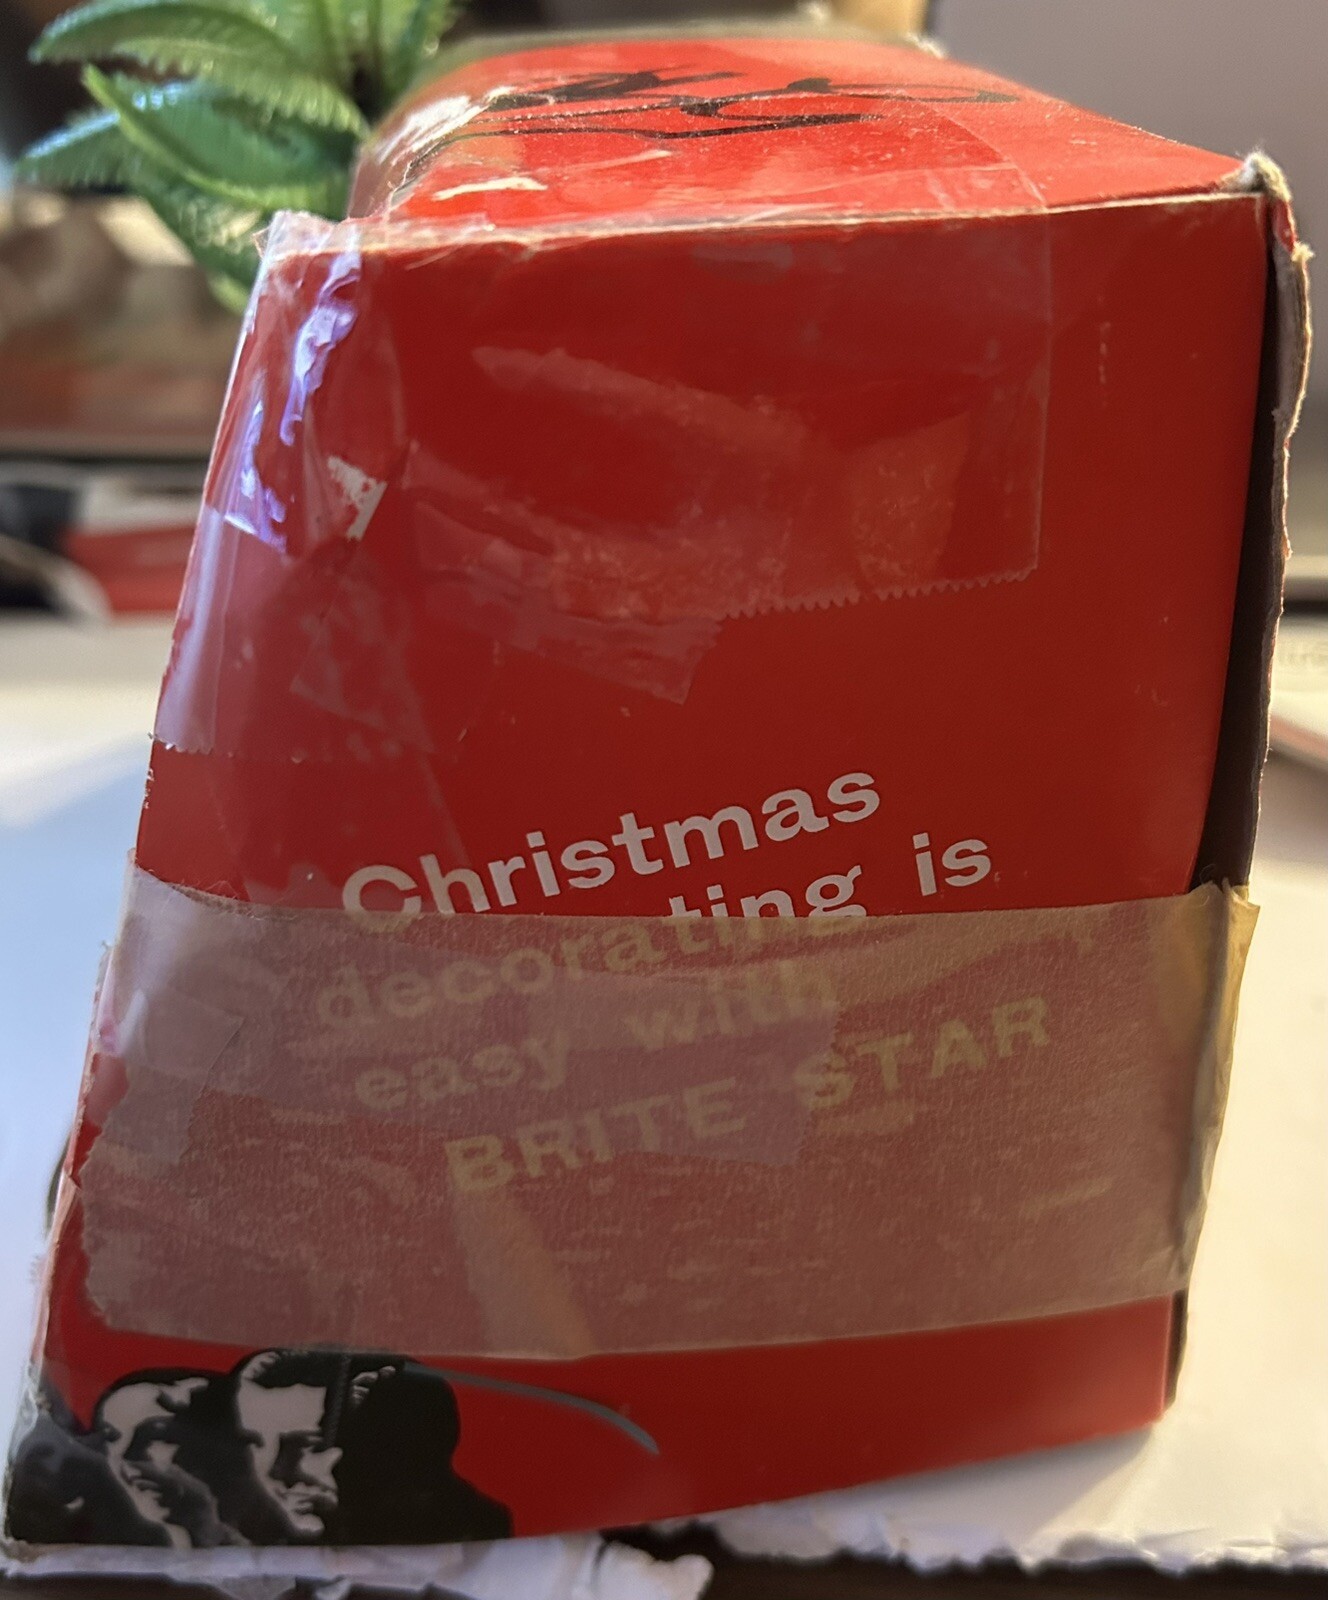 Christmas
decorating is
easy with
BRITE STAR